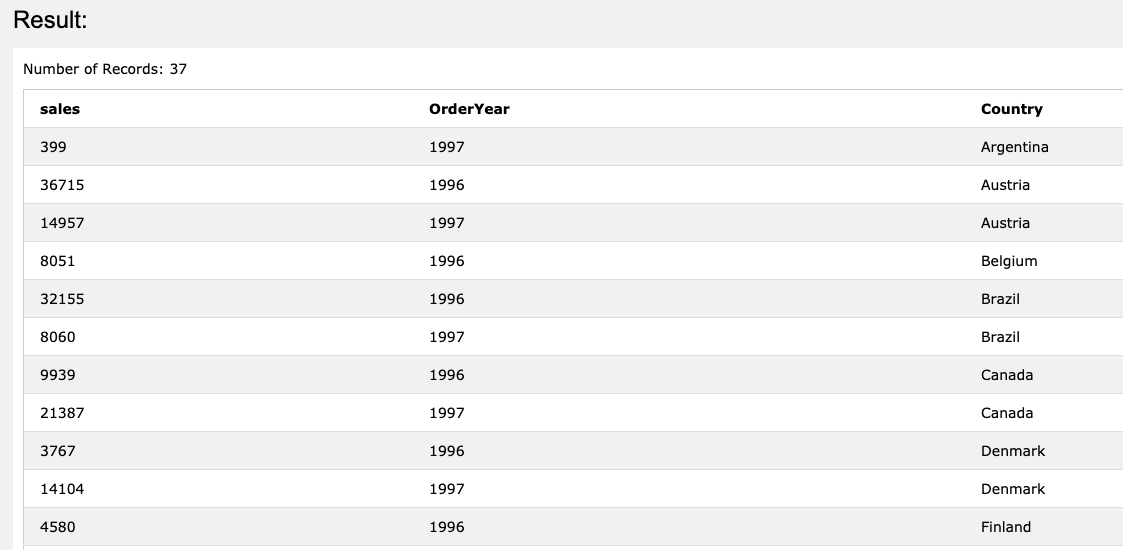 Result:
Number of Records: 37
sales OrderYear Country
399 1997 Argentina
36715 1996 Austria
14957 1997 Austria
8051 1996 Belgium
32155 1996 Brazil
8060 1997 Brazil
9939 1996 Canada
21387 1997 Canada
3767 1996 Denmark
14104 1997 Denmark
4580 1996 Finland